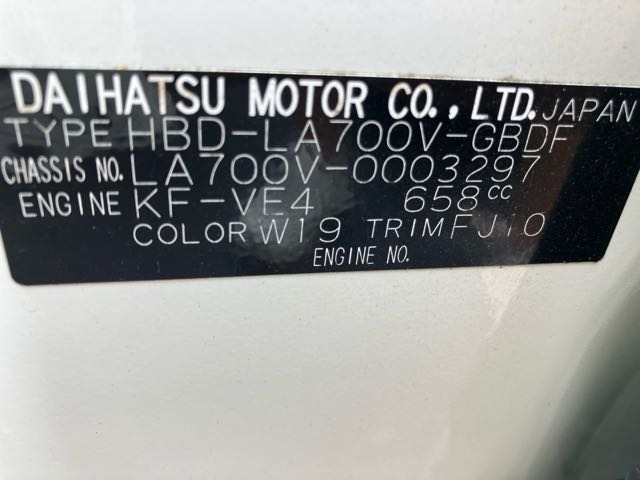 DAIHATSU MOTOR CO., LTD. JAPAN
TYPE HBD-LA700V-GBDF
CHASSIS NO. LA700V-0003297
ENGINE KF-VE4 658cc
COLOR W19 TRIM FJ10
ENGINE NO.